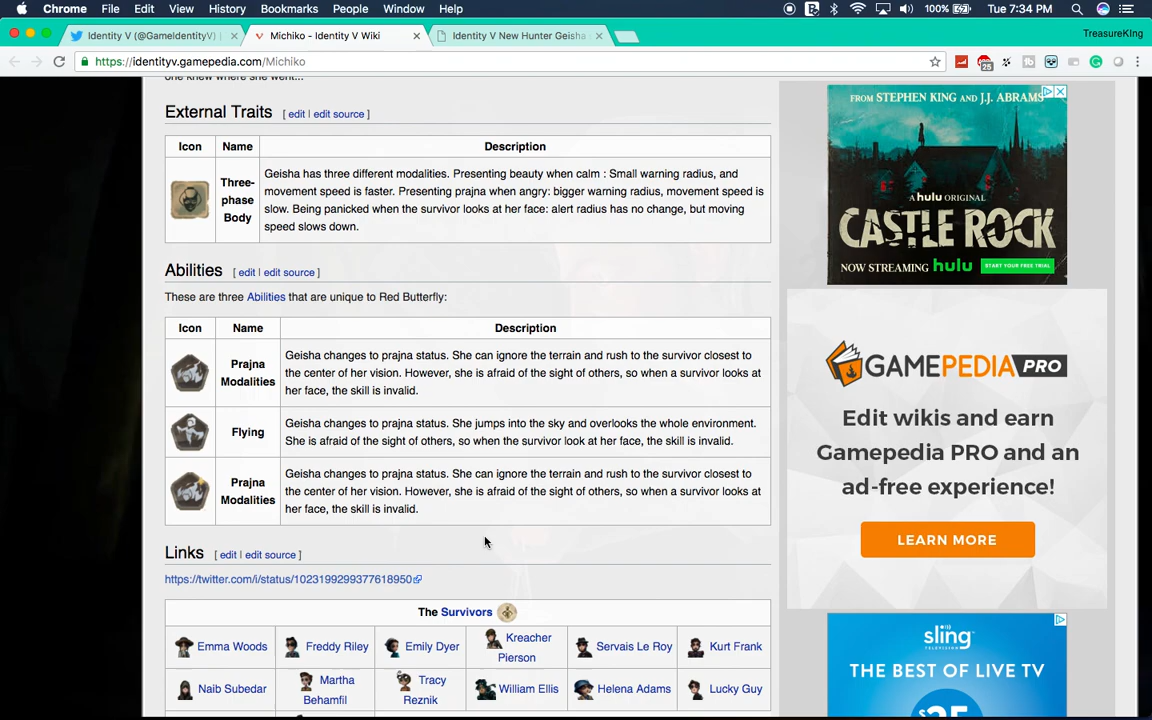 Chrome File Edit View History Bookmarks People Window Help 100% Tue 7:34 PM
Identity V (@GameIdentityV) | Michiko - Identity V Wiki Identity V New Hunter Geisha TreasureKIng
https://identityv.gamepedia.com/Michiko 25
one knew where she went...
External Traits [ edit | edit source ]
Icon Name Description
Three-phase Body
Geisha has three different modalities. Presenting beauty when calm : Small warning radius, and
movement speed is faster. Presenting prajna when angry: bigger warning radius, movement speed is
slow. Being panicked when the survivor looks at her face: alert radius has no change, but moving
speed slows down.
Abilities [ edit | edit source ]
These are three Abilities that are unique to Red Butterfly:
Icon Name Description
Prajna Modalities
Geisha changes to prajna status. She can ignore the terrain and rush to the survivor closest to
the center of her vision. However, she is afraid of the sight of others, so when a survivor looks at
her face, the skill is invalid.
Flying
Geisha changes to prajna status. She jumps into the sky and overlooks the whole environment.
She is afraid of the sight of others, so when the survivor look at her face, the skill is invalid.
Prajna Modalities
Geisha changes to prajna status. She can ignore the terrain and rush to the survivor closest to
the center of her vision. However, she is afraid of the sight of others, so when a survivor looks at
her face, the skill is invalid.
Links [ edit | edit source ]
https://twitter.com/i/status/1023199299377618950
The Survivors
Emma Woods Freddy Riley Emily Dyer Kreacher Pierson Servais Le Roy Kurt Frank
Naib Subedar Martha Behamfil Tracy Reznik William Ellis Helena Adams Lucky Guy
FROM STEPHEN KING AND J.J. ABRAMS
A hulu ORIGINAL
CASTLE ROCK
NOW STREAMING hulu START YOUR FREE TRIAL
GAMEPEDIA PRO
Edit wikis and earn
Gamepedia PRO and an
ad-free experience!
LEARN MORE
sling
TELEVISION
THE BEST OF LIVE TV